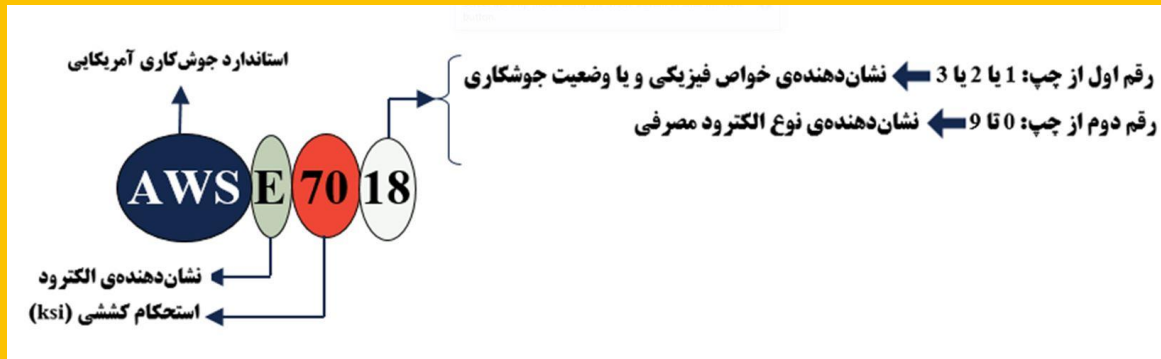 استاندارد جوش‌کاری آمریکایی
رقم اول از چپ: 1 یا 2 یا 3 ← نشان‌دهنده‌ی خواص فیزیکی و یا وضعیت جوشکاری
رقم دوم از چپ: 0 تا 9 ← نشان‌دهنده‌ی نوع الکترود مصرفی
AWS E 70 18
نشان‌دهنده‌ی الکترود
استحکام کششی (ksi)